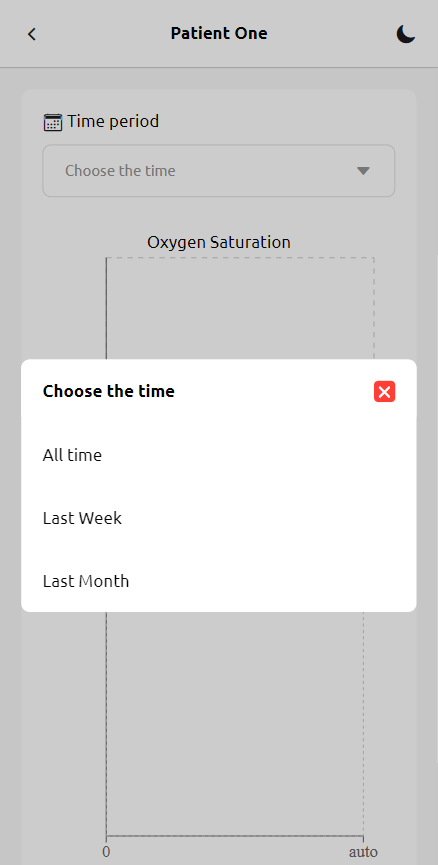 Patient One
Time period
Choose the time
Oxygen Saturation
Choose the time
All time
Last Week
Last Month
0 auto